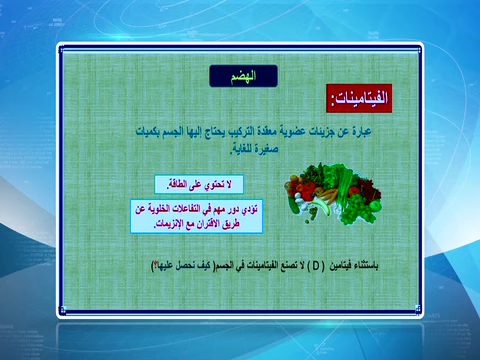 الهضم
الفيتامينات:
عبارة عن جزيئات عضوية معقدة التركيب يحتاج إليها الجسم بكميات
صغيرة للغاية.
لا تحتوي على الطاقة.
تؤدي دور مهم في التفاعلات الخلوية عن
طريق الاقتران مع الإنزيمات.
باستثناء فيتامين ( D ) لا تصنع الفيتامينات في الجسم( كيف نحصل عليها؟)